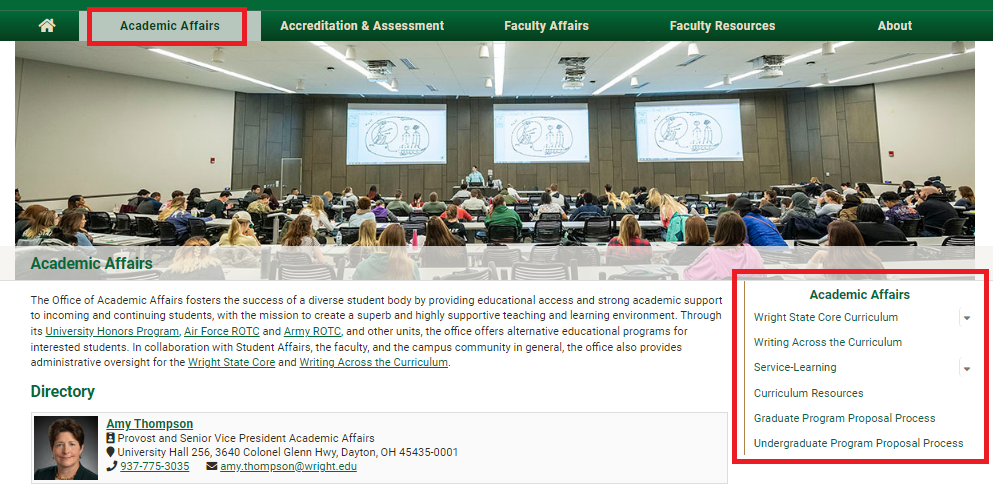 Academic Affairs Accreditation & Assessment Faculty Affairs Faculty Resources About
Academic Affairs
The Office of Academic Affairs fosters the success of a diverse student body by providing educational access and strong academic support
to incoming and continuing students, with the mission to create a superb and highly supportive teaching and learning environment. Through
its University Honors Program, Air Force ROTC and Army ROTC, and other units, the office offers alternative educational programs for
interested students. In collaboration with Student Affairs, the faculty, and the campus community in general, the office also provides
administrative oversight for the Wright State Core and Writing Across the Curriculum.
Directory
Amy Thompson
Provost and Senior Vice President Academic Affairs
University Hall 256, 3640 Colonel Glenn Hwy, Dayton, OH 45435-0001
937-775-3035 amy.thompson@wright.edu
Academic Affairs
Wright State Core Curriculum
Writing Across the Curriculum
Service-Learning
Curriculum Resources
Graduate Program Proposal Process
Undergraduate Program Proposal Process